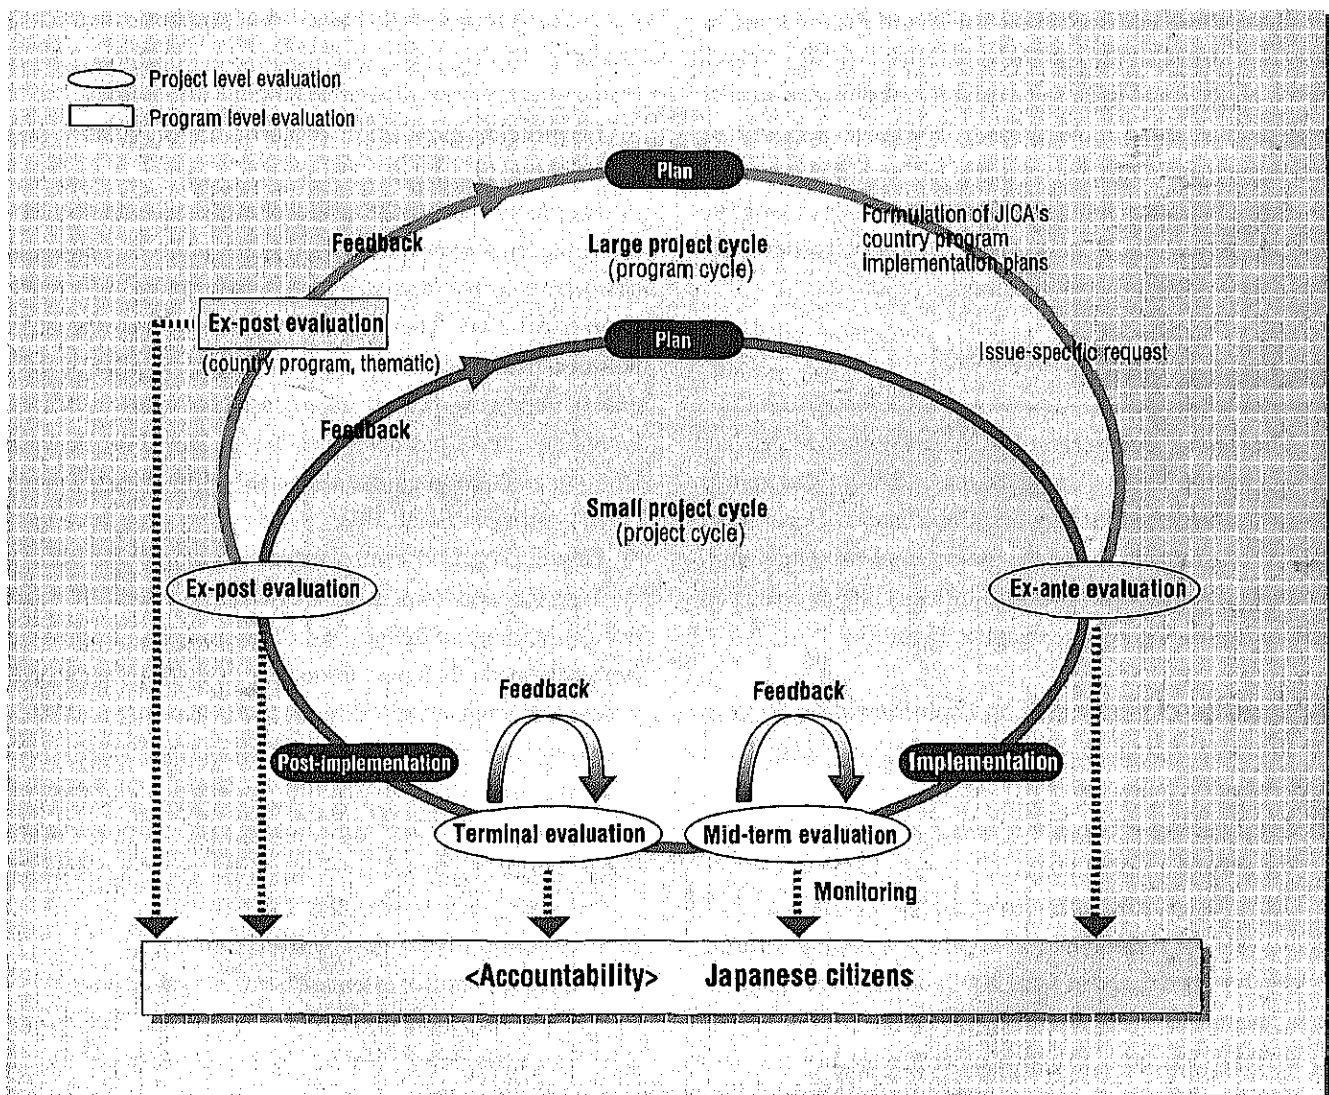 Project level evaluation
Program level evaluation
Plan
Formulation of JICA's
country program
implementation plans
Feedback
Large project cycle
(program cycle)
Ex-post evaluation
(country program, thematic)
Plan
Issue-specific request
Feedback
Small project cycle
(project cycle)
Ex-post evaluation
Ex-ante evaluation
Feedback
Feedback
Post-implementation
Implementation
Terminal evaluation
Mid-term evaluation
Monitoring
<Accountability> Japanese citizens